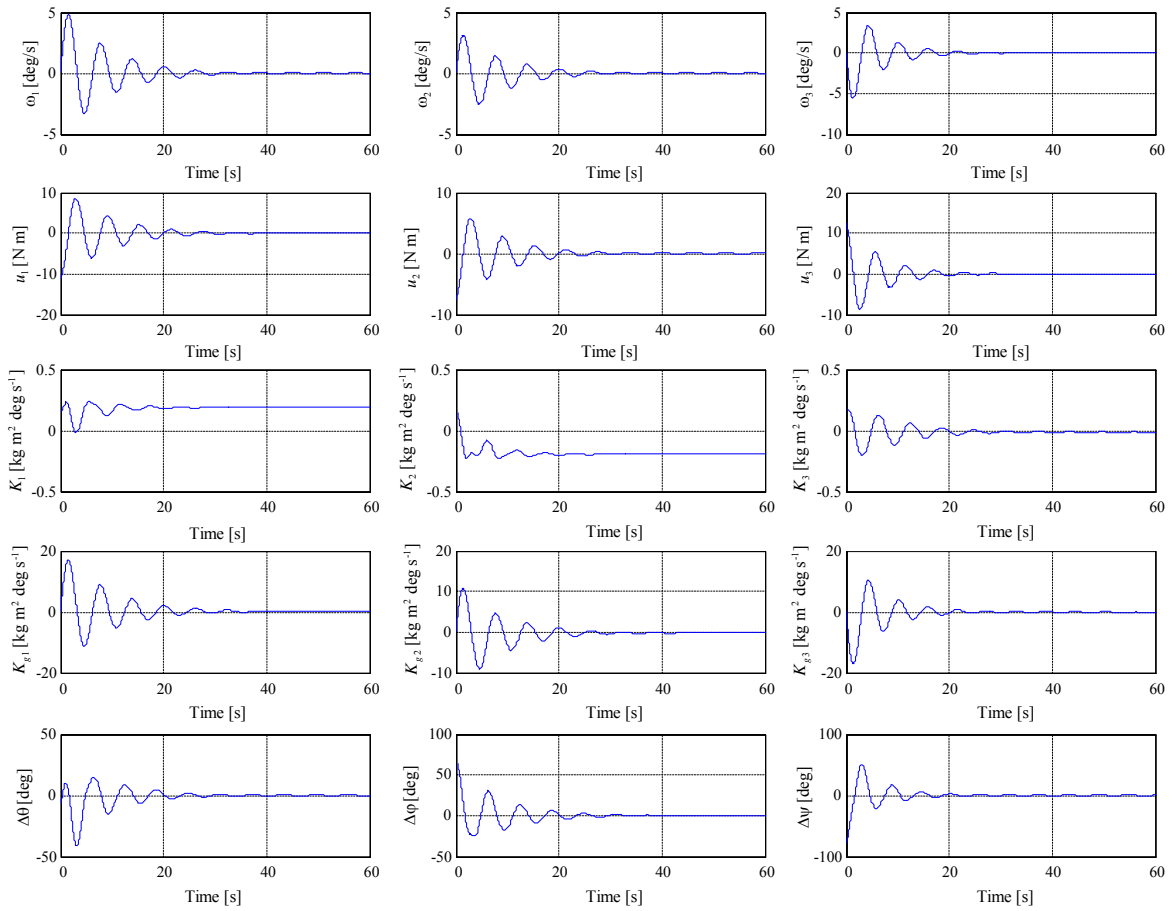 5
0
-5
ω1 [deg/s]
0 20 40 60
Time [s]
5
0
-5
ω2 [deg/s]
0 20 40 60
Time [s]
5
0
-5
-10
ω3 [deg/s]
0 20 40 60
Time [s]
10
0
-10
-20
u1 [N m]
0 20 40 60
Time [s]
10
0
-10
u2 [N m]
0 20 40 60
Time [s]
10
0
-10
u3 [N m]
0 20 40 60
Time [s]
0.5
0
-0.5
K1 [kg m² deg s⁻¹]
0 20 40 60
Time [s]
0.5
0
-0.5
K2 [kg m² deg s⁻¹]
0 20 40 60
Time [s]
0.5
0
-0.5
K3 [kg m² deg s⁻¹]
0 20 40 60
Time [s]
20
0
-20
Kg1 [kg m² deg s⁻¹]
0 20 40 60
Time [s]
20
10
0
-10
Kg2 [kg m² deg s⁻¹]
0 20 40 60
Time [s]
20
0
-20
Kg3 [kg m² deg s⁻¹]
0 20 40 60
Time [s]
50
0
-50
Δθ [deg]
0 20 40 60
Time [s]
100
50
0
-50
Δφ [deg]
0 20 40 60
Time [s]
100
0
-100
Δψ [deg]
0 20 40 60
Time [s]